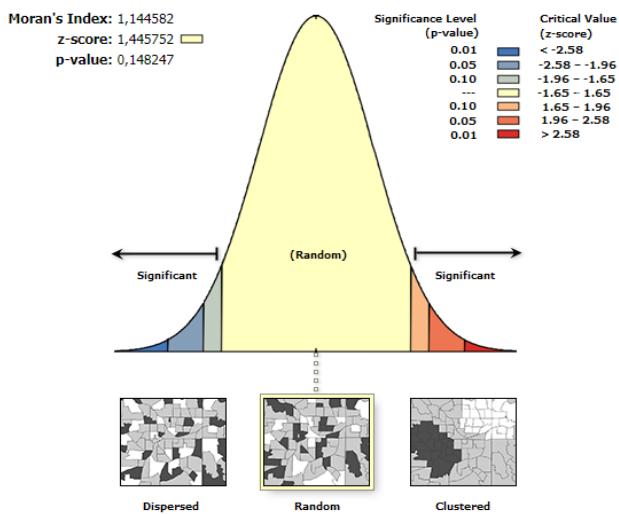 Moran's Index: 1,144582
z-score: 1,445752
p-value: 0,148247
Significance Level
(p-value)
Critical Value
(z-score)
0.01 < -2.58
0.05 -2.58 – -1.96
0.10 -1.96 – -1.65
--- -1.65 – 1.65
0.10 1.65 – 1.96
0.05 1.96 – 2.58
0.01 > 2.58
(Random)
Significant Significant
Dispersed Random Clustered